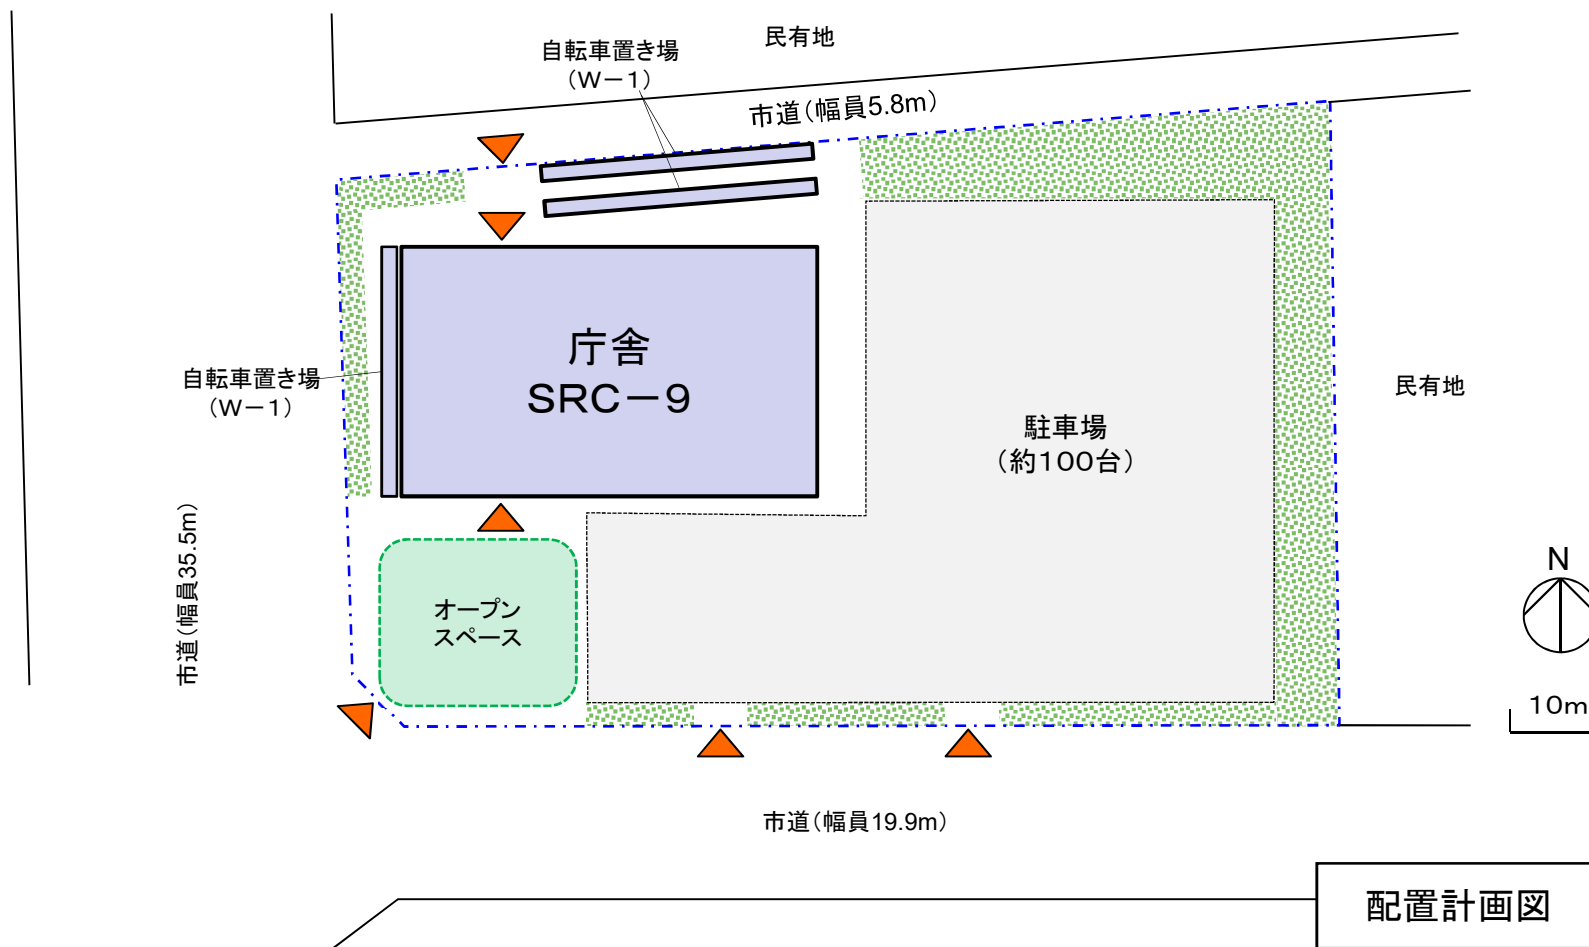 民有地
自転車置き場
（W－1）
市道（幅員5.8m）
庁舎
SRC－9
自転車置き場
（W－1）
民有地
駐車場
（約100台）
市道（幅員35.5m）
オープン
スペース
N
10m
市道（幅員19.9m）
配置計画図